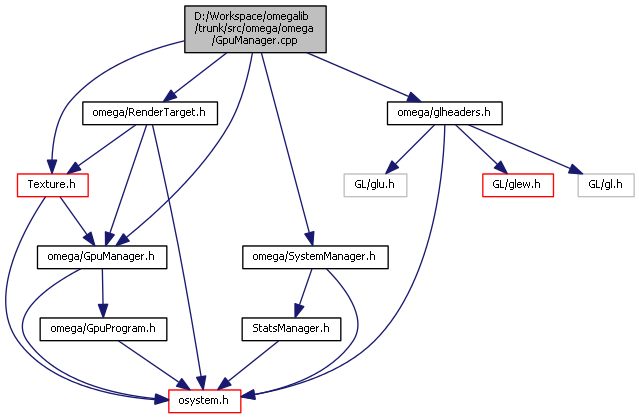 D:/Workspace/omegalib
/trunk/src/omega/omega
/GpuManager.cpp
omega/RenderTarget.h
omega/glheaders.h
Texture.h
GL/glu.h
GL/glew.h
GL/gl.h
omega/GpuManager.h
omega/SystemManager.h
omega/GpuProgram.h
StatsManager.h
osystem.h